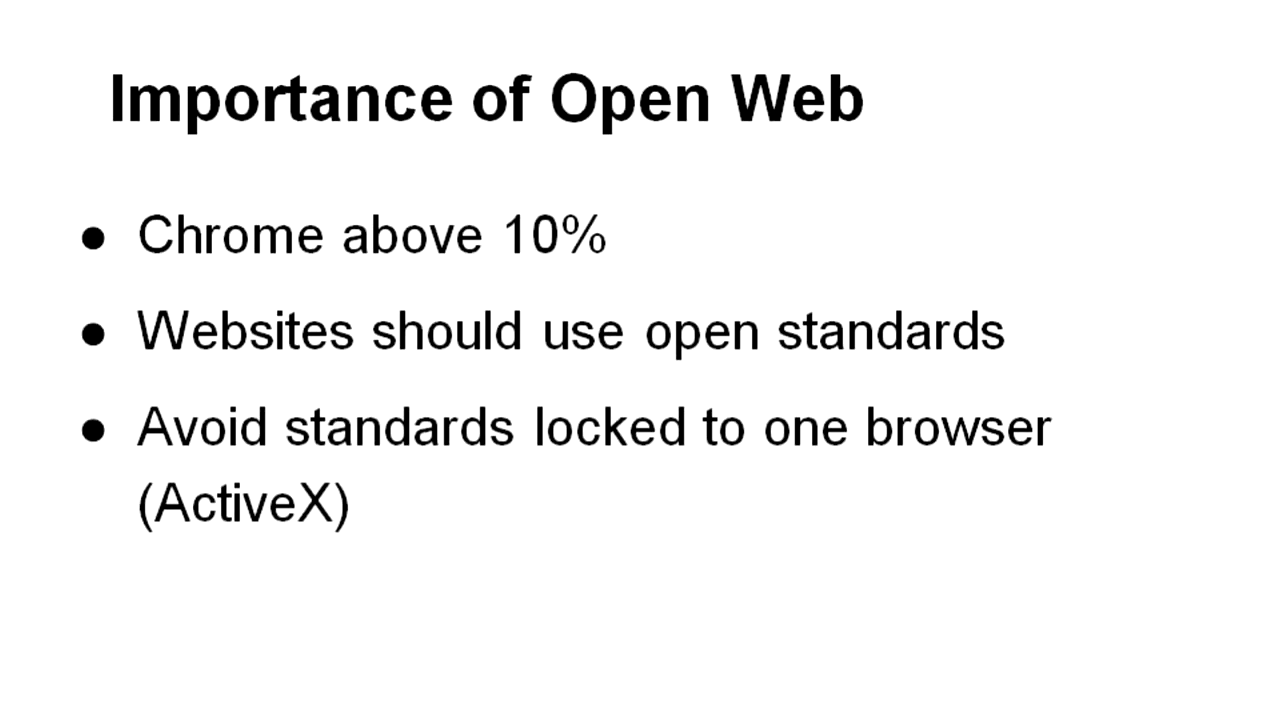 Importance of Open Web
● Chrome above 10%
● Websites should use open standards
● Avoid standards locked to one browser
(ActiveX)